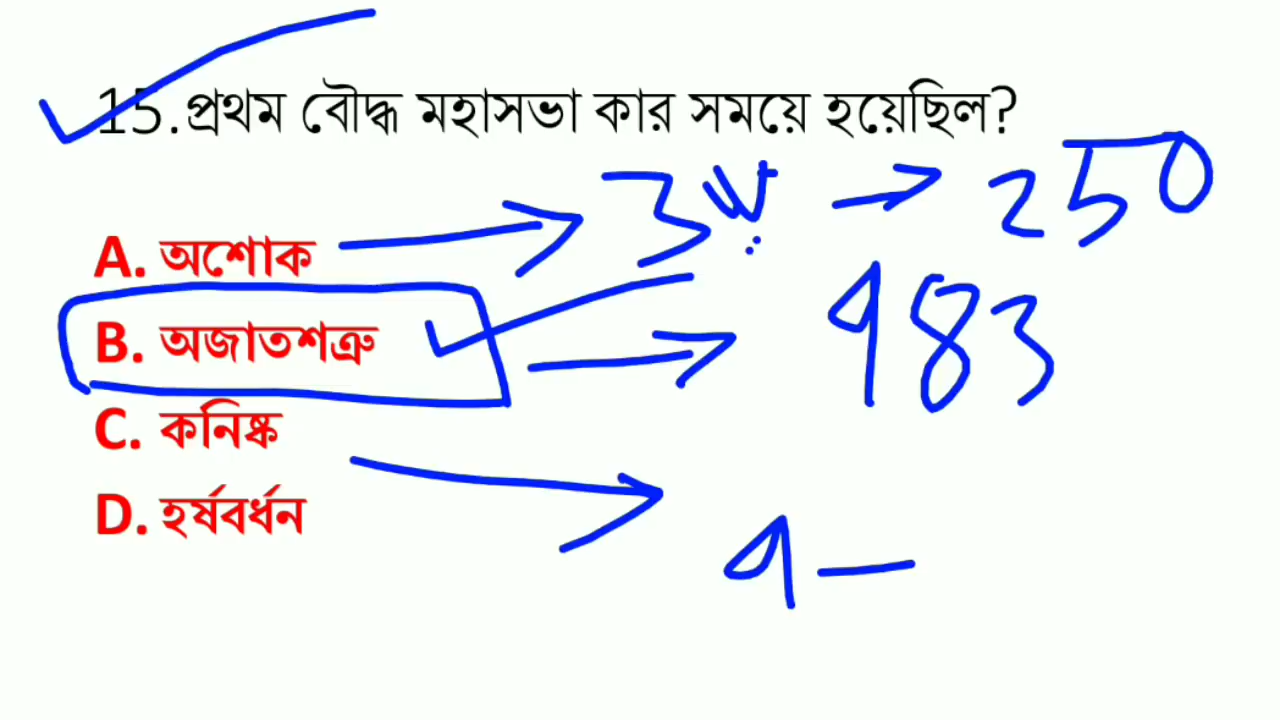 15.প্রথম বৌদ্ধ মহাসভা কার সময়ে হয়েছিল?
A. অশোক 3য় 250
B. অজাতশত্রু 483
C. কনিষ্ক
D. হর্ষবর্ধন